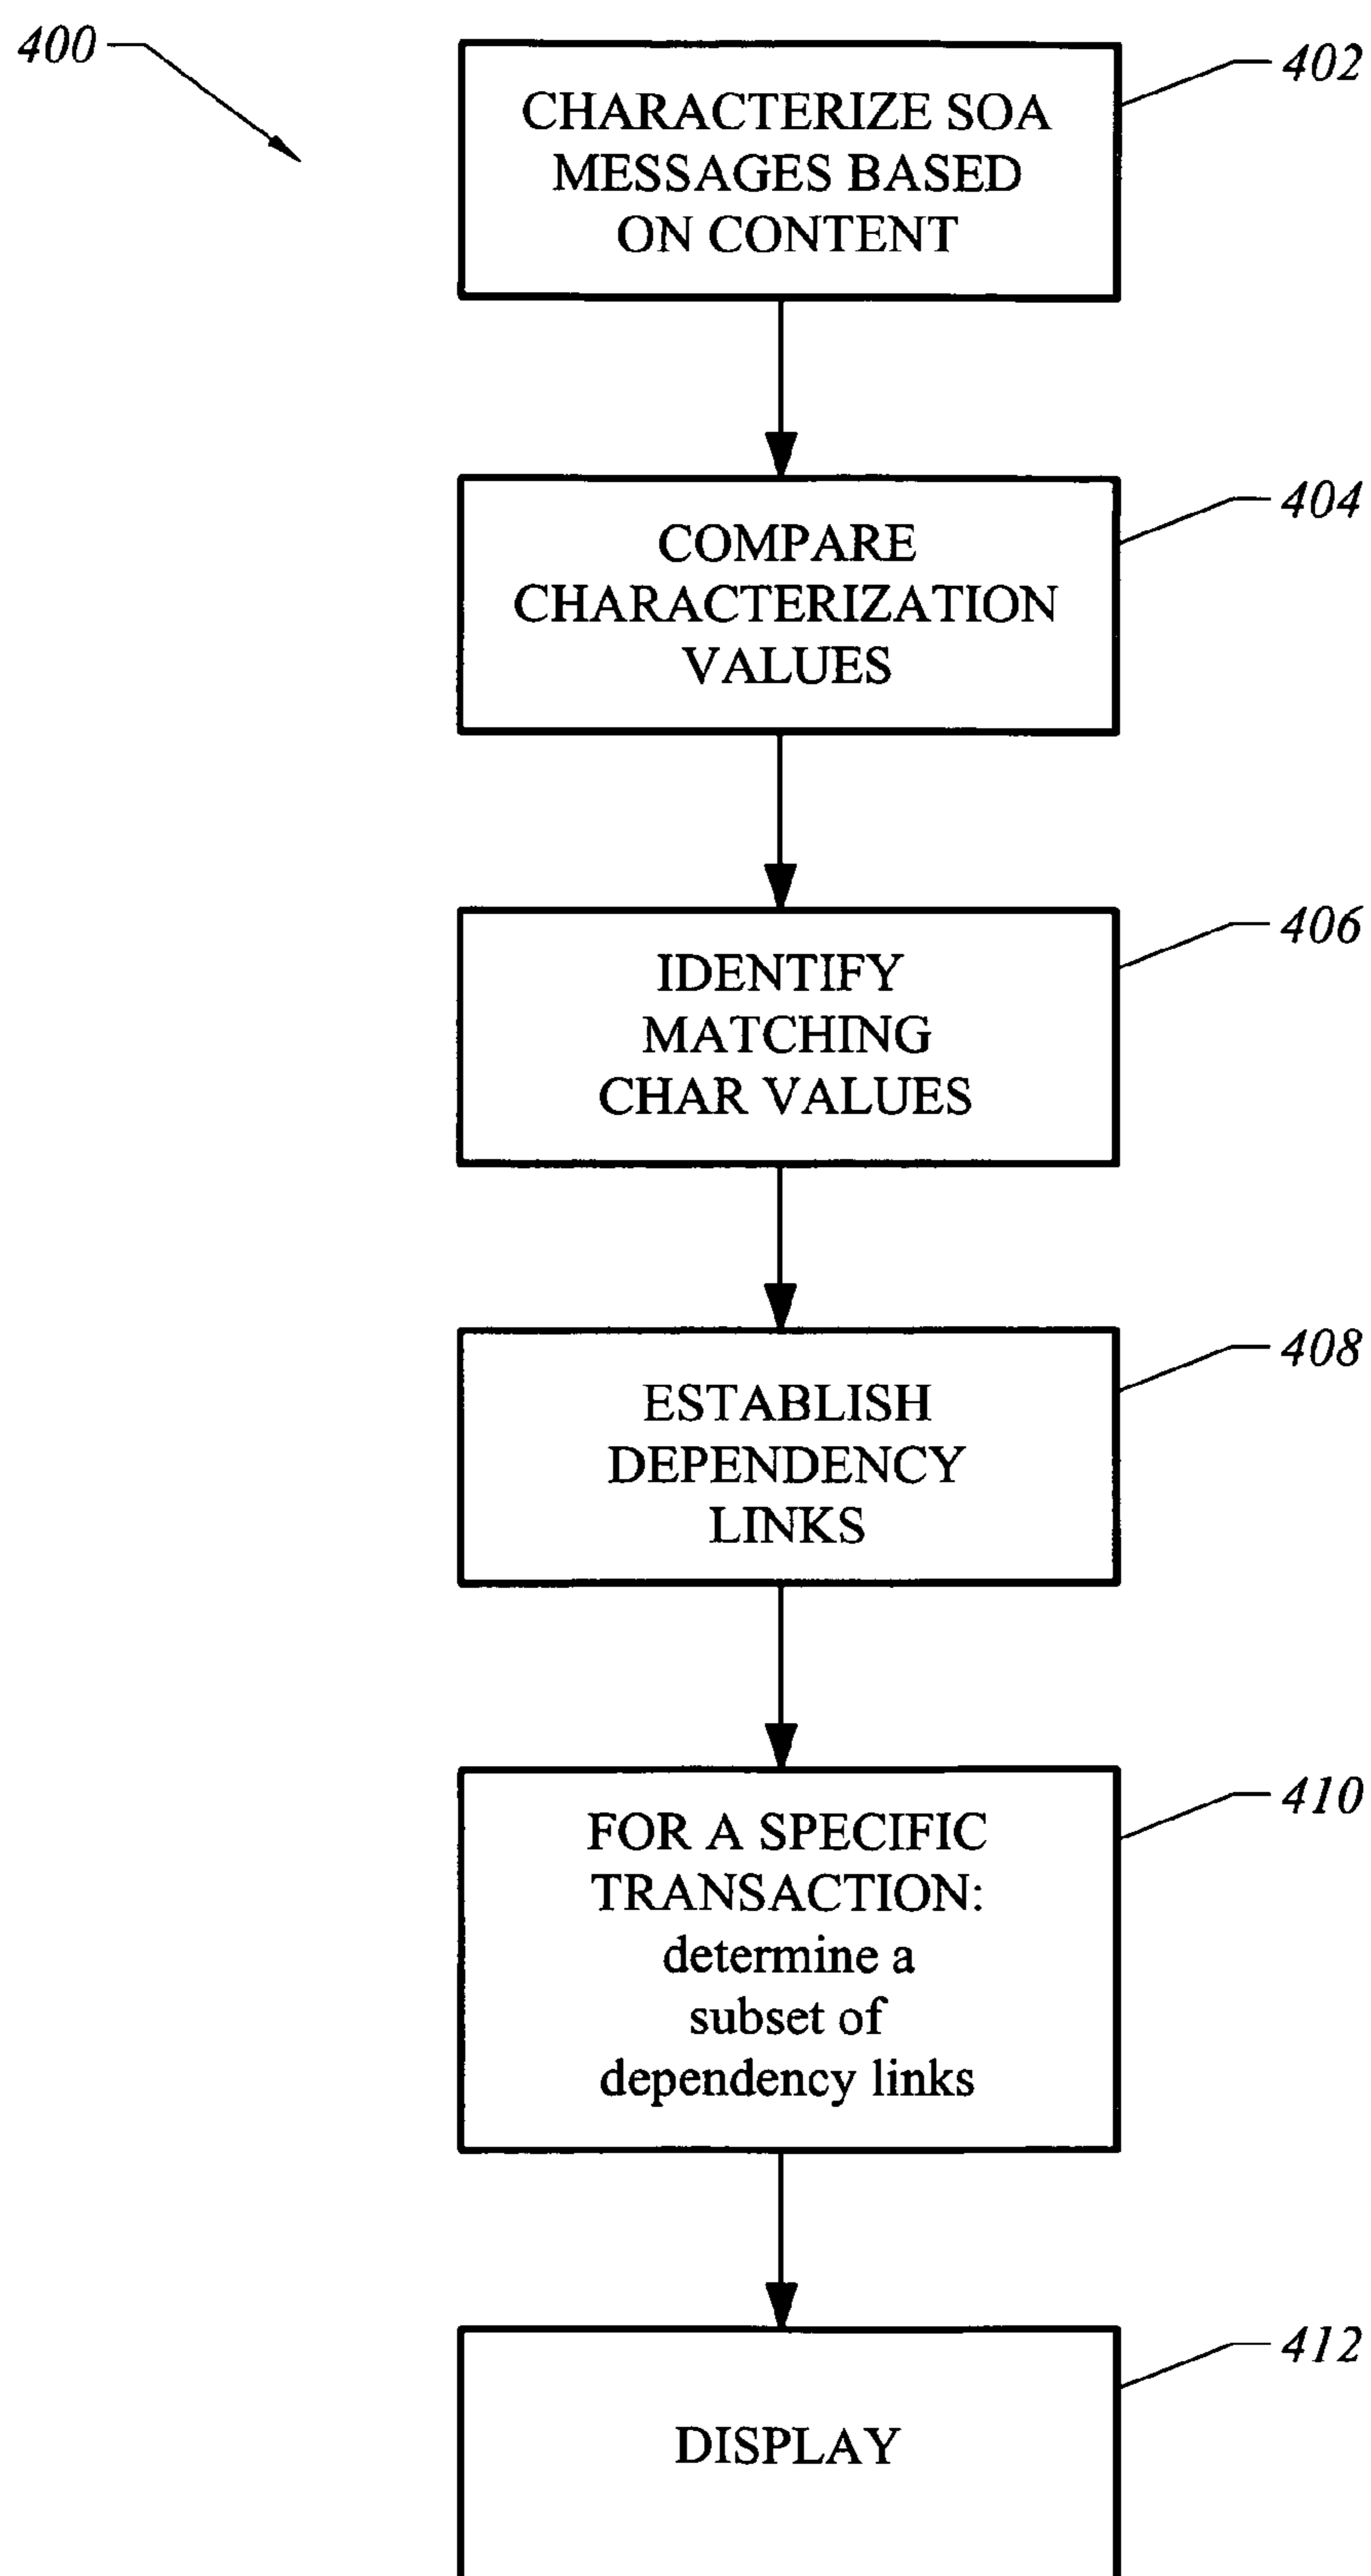 400
402
CHARACTERIZE SOA
MESSAGES BASED
ON CONTENT
404
COMPARE
CHARACTERIZATION
VALUES
406
IDENTIFY
MATCHING
CHAR VALUES
408
ESTABLISH
DEPENDENCY
LINKS
410
FOR A SPECIFIC
TRANSACTION:
determine a
subset of
dependency links
412
DISPLAY